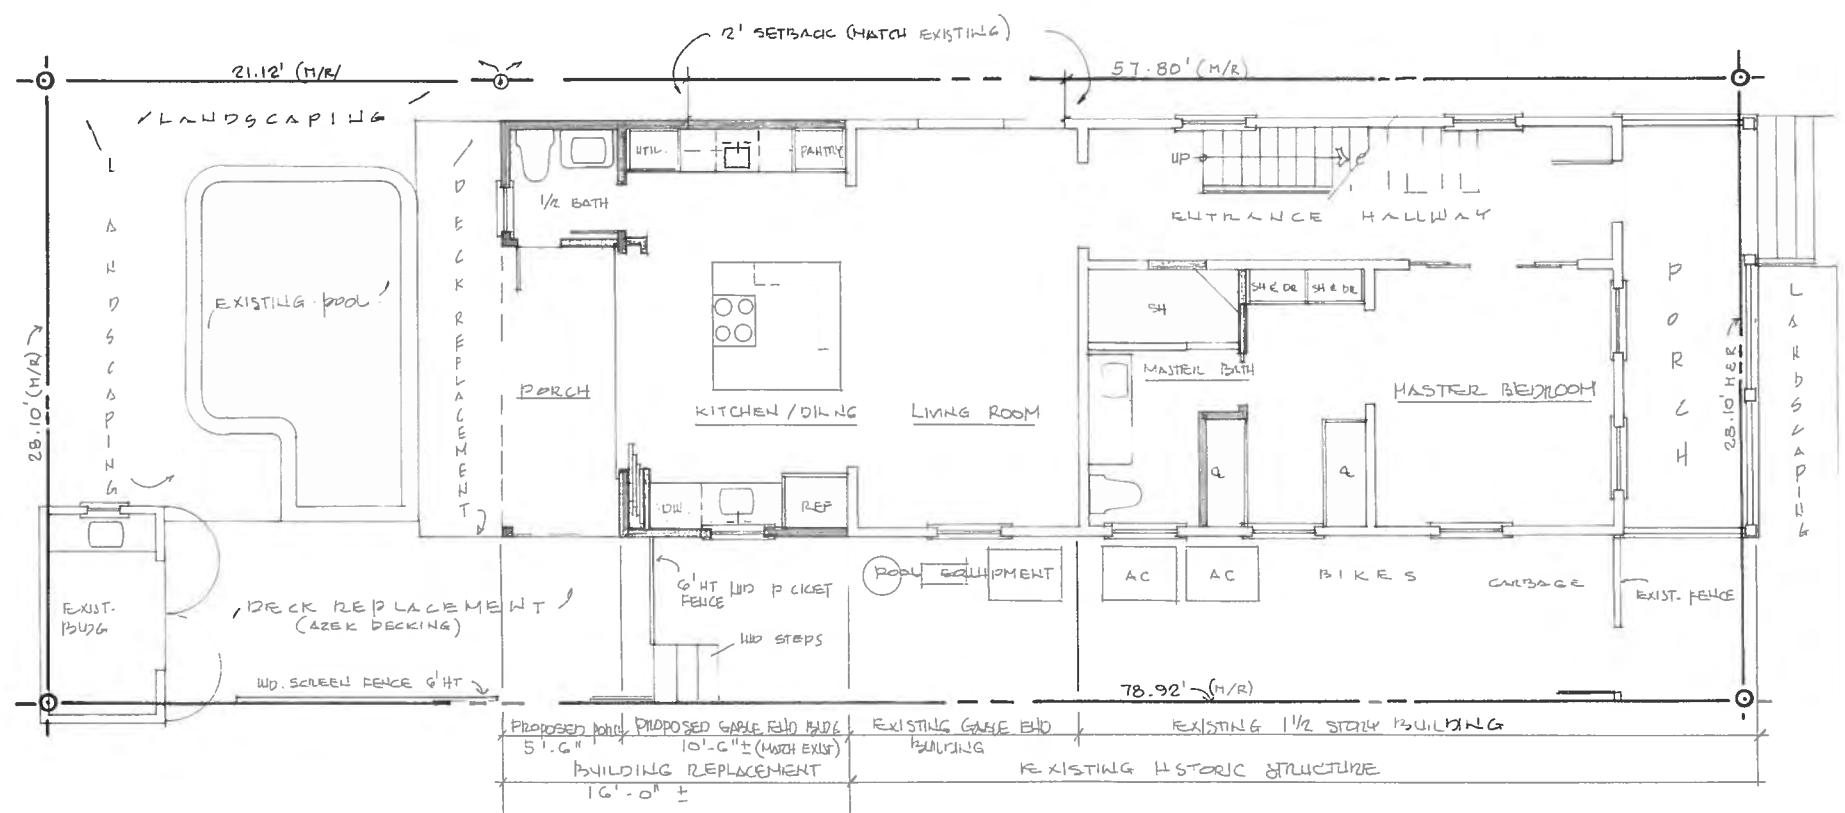 2' SETBACK (MATCH EXISTING)
21.12' (M/R)
57.80' (M/R)
LANDSCAPING
LANDSCAPING
DECK REPLACEMENT
EXISTING POOL
UTIL.
PANTRY
1/2 BATH
UP
ENTRANCE HALLWAY
PORCH
LANDSCAPING
28.10' (M/R)
28.10' M&R
SH
SH & DR
SH & DR
MASTER BATH
MASTER BEDROOM
PORCH
KITCHEN/DILNG
LIVING ROOM
CL
CL
D.W.
REF
EXIST.
BLDG
DECK REPLACEMENT
(AZEK DECKING)
6' HT WD PICKET
FENCE
WD STEPS
POOL EQUIPMENT
AC
AC
BIKES
GARBAGE
EXIST. FENCE
WD. SCREEN FENCE 6' HT
78.92' (M/R)
PROPOSED PORCH
5'-6"
PROPOSED GABLE END BLDG
10'-6" ± (MATCH EXIST)
EXISTING GABLE END
BUILDING
EXISTING 1 1/2 STORY BUILDING
BUILDING REPLACEMENT
16'-0" ±
EXISTING HSTORIC STRUCTURE